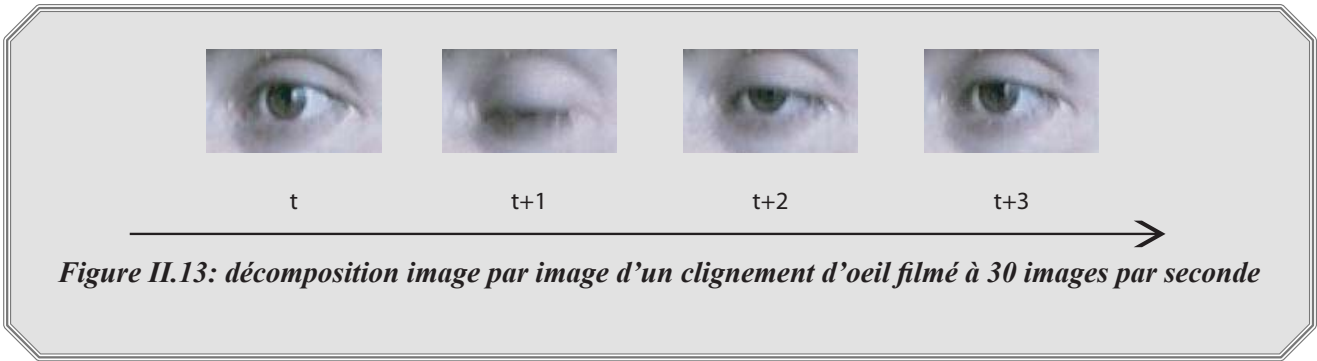 t t+1 t+2 t+3
Figure II.13: décomposition image par image d’un clignement d’oeil filmé à 30 images par seconde